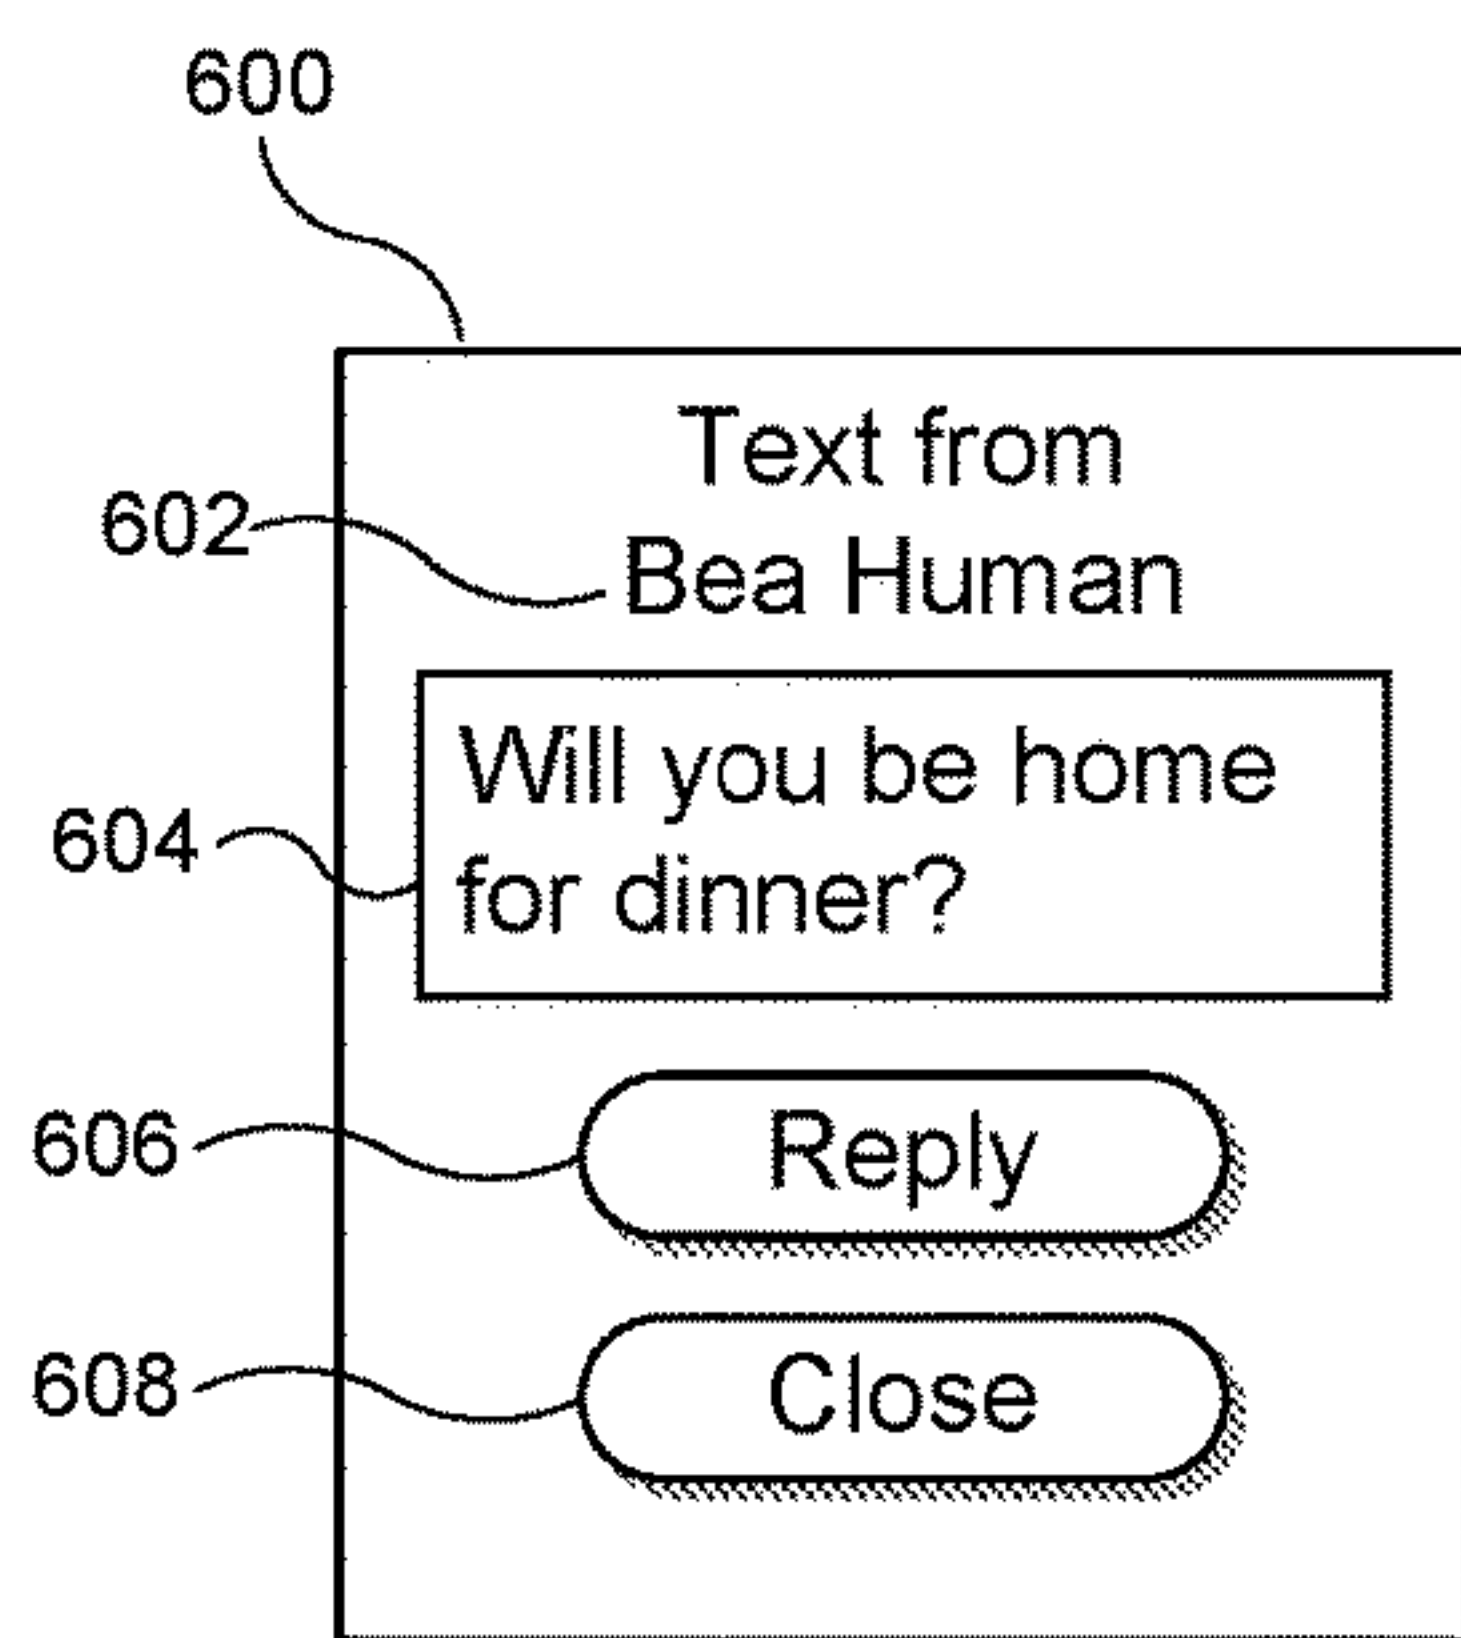 600
Text from
602
Bea Human
Will you be home
604
for dinner?
606
Reply
608
Close